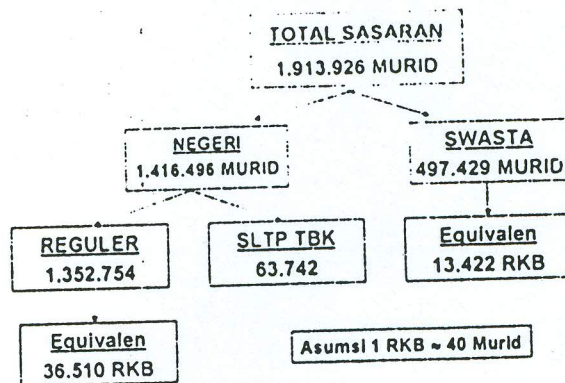 TOTAL SASARAN
1.913.926 MURID
NEGERI
1.416.496 MURID
SWASTA
497.429 MURID
REGULER
1.352.754
SLTP TBK
63.742
Equivalen
13.422 RKB
Equivalen
36.510 RKB
Asumsi 1 RKB ≈ 40 Murid